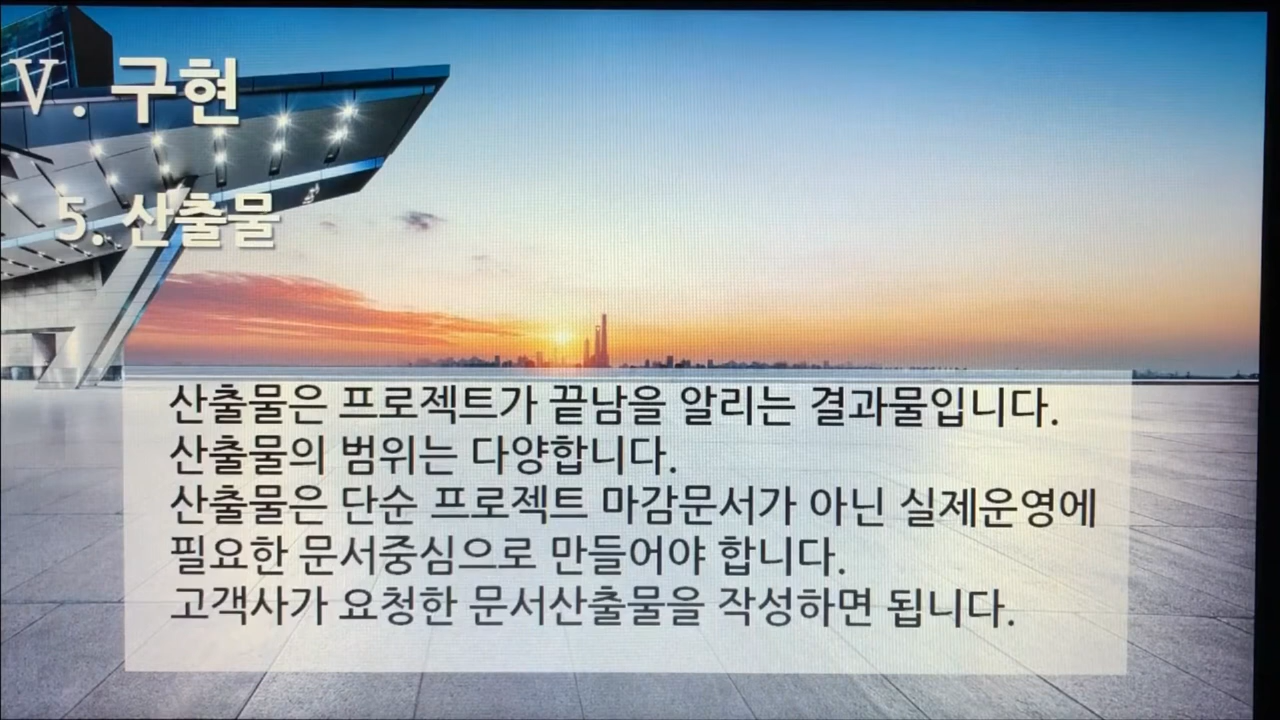 V. 구현
5. 산출물
산출물은 프로젝트가 끝남을 알리는 결과물입니다.
산출물의 범위는 다양합니다.
산출물은 단순 프로젝트 마감문서가 아닌 실제운영에
필요한 문서중심으로 만들어야 합니다.
고객사가 요청한 문서산출물을 작성하면 됩니다.